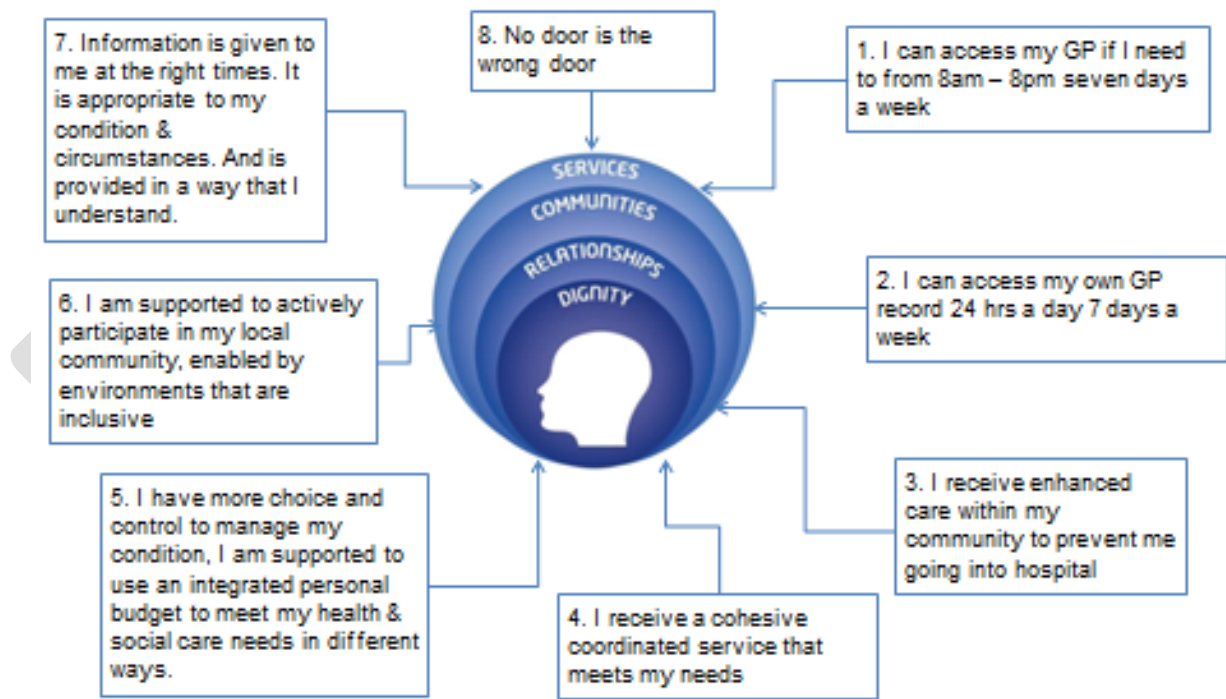 7. Information is given to
me at the right times. It
is appropriate to my
condition &
circumstances. And is
provided in a way that I
understand.
8. No door is the
wrong door
1. I can access my GP if I need
to from 8am – 8pm seven days
a week
SERVICES
COMMUNITIES
RELATIONSHIPS
DIGNITY
2. I can access my own GP
record 24 hrs a day 7 days a
week
6. I am supported to actively
participate in my local
community, enabled by
environments that are
inclusive
3. I receive enhanced
care within my
community to prevent me
going into hospital
5. I have more choice and
control to manage my
condition, I am supported to
use an integrated personal
budget to meet my health &
social care needs in different
ways.
4. I receive a cohesive
coordinated service that
meets my needs